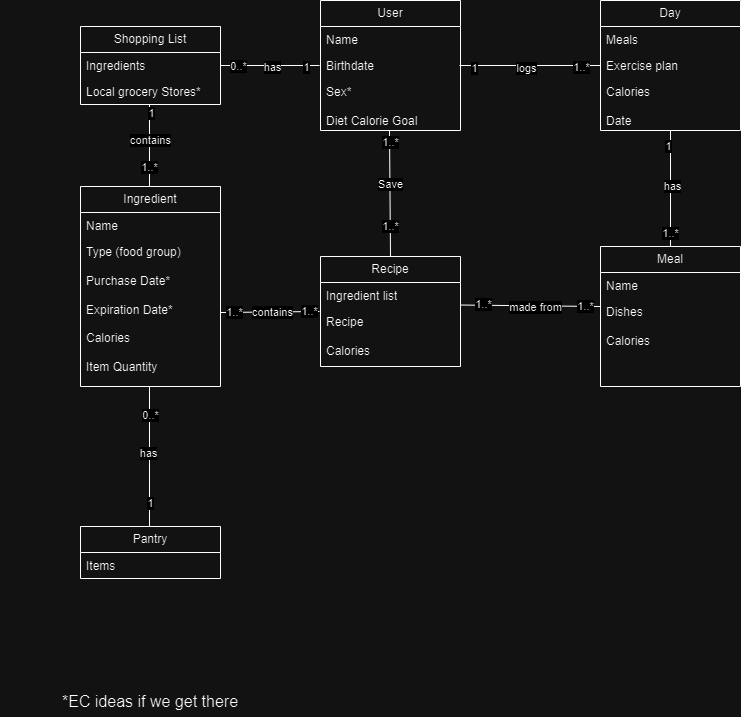 User
Name
Birthdate
Sex*
Diet Calorie Goal
Day
Meals
Exercise plan
Calories
Date
Shopping List
Ingredients
Local grocery Stores*
0..* has 1
1 logs 1..*
1
contains
1..*
1..*
Save
1..*
1
has
1..*
Ingredient
Name
Type (food group)
Purchase Date*
Expiration Date*
Calories
Item Quantity
1..* contains 1..*
Recipe
Ingredient list
Recipe
Calories
1..* made from 1..*
Meal
Name
Dishes
Calories
0..*
has
1
Pantry
Items
*EC ideas if we get there